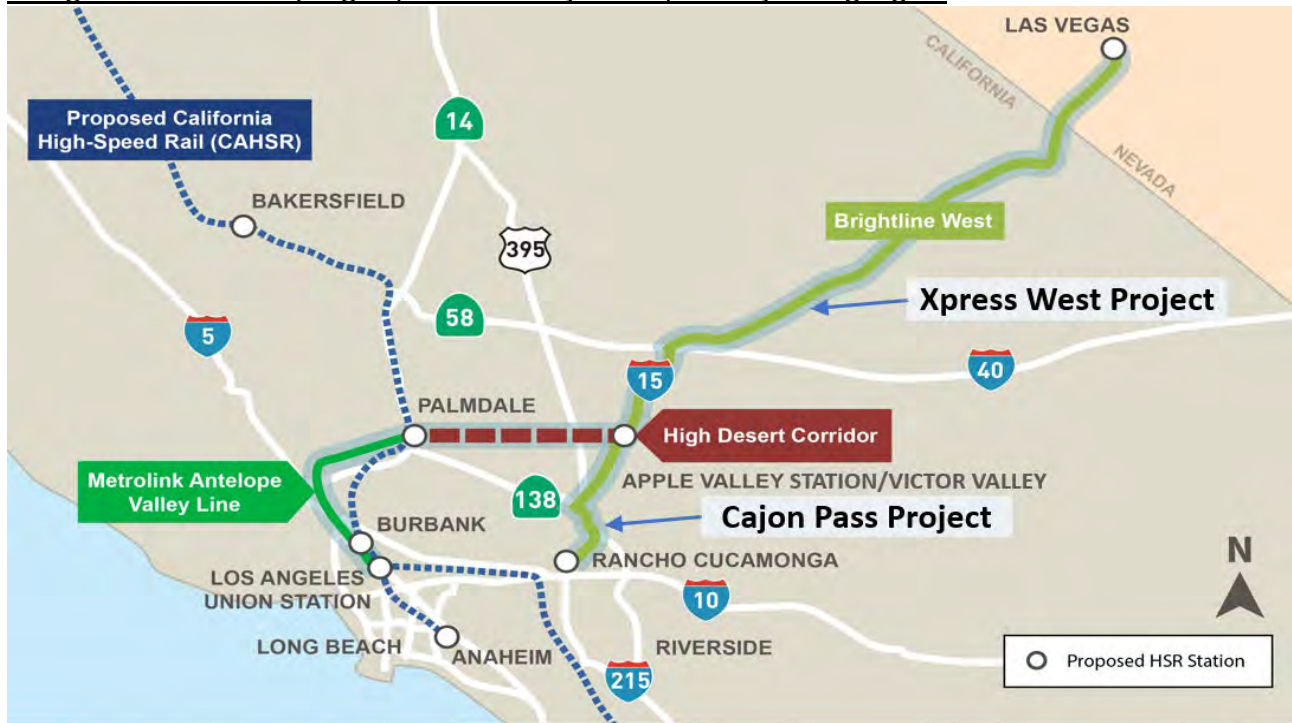 LAS VEGAS
CALIFORNIA
NEVADA
Proposed California
High-Speed Rail (CAHSR)
14
BAKERSFIELD
395
Brightline West
Xpress West Project
5
58
15
40
PALMDALE
High Desert Corridor
Metrolink Antelope
Valley Line
138
APPLE VALLEY STATION/VICTOR VALLEY
BURBANK
Cajon Pass Project
RANCHO CUCAMONGA
N
LOS ANGELES
UNION STATION
10
LONG BEACH
ANAHEIM
RIVERSIDE
215
Proposed HSR Station